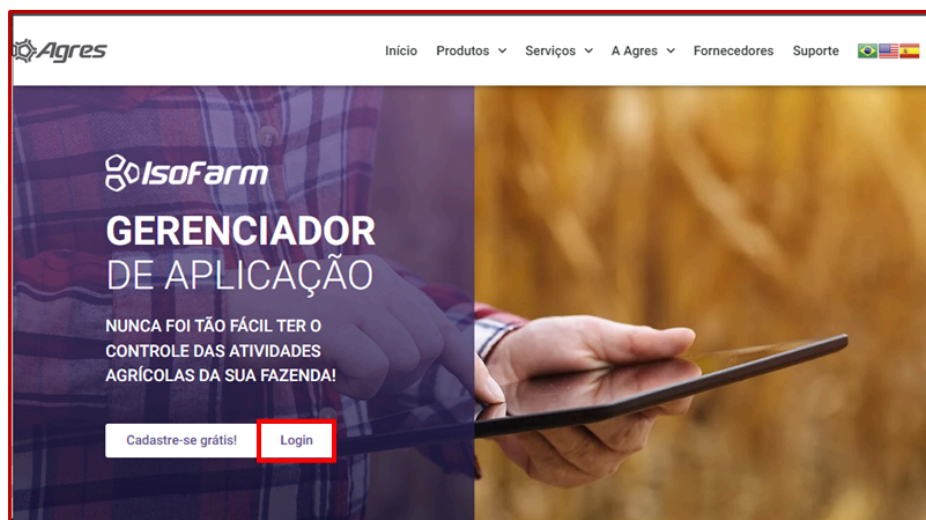 Agres
Início Produtos Serviços A Agres Fornecedores Suporte
IsoFarm
GERENCIADOR
DE APLICAÇÃO
NUNCA FOI TÃO FÁCIL TER O
CONTROLE DAS ATIVIDADES
AGRÍCOLAS DA SUA FAZENDA!
Cadastre-se grátis! Login